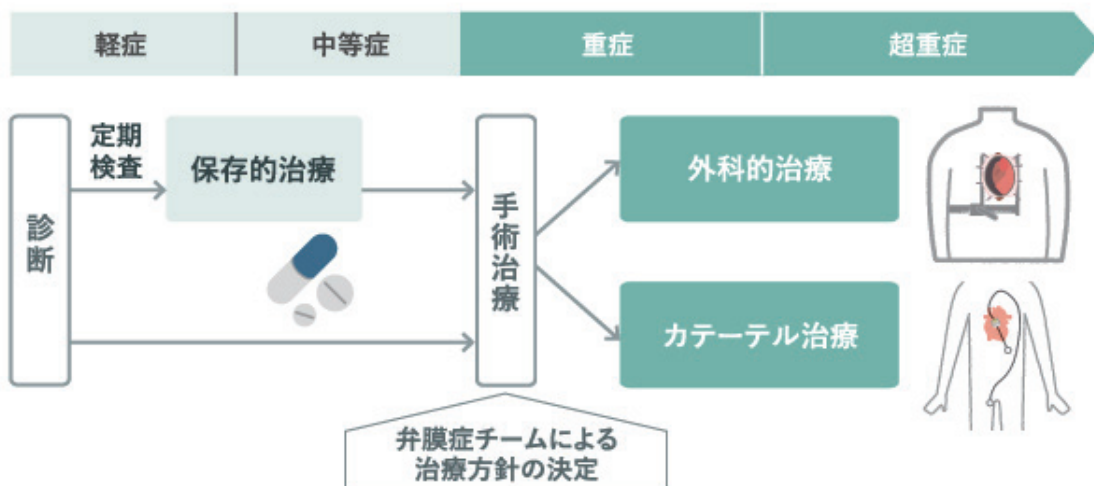 軽症
中等症
重症
超重症
診断
定期
検査
保存的治療
手術治療
外科的治療
カテーテル治療
弁膜症チームによる
治療方針の決定